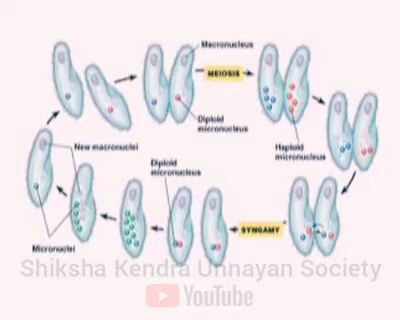 Macronucleus
MEIOSIS
Diploid
micronucleus
Haploid
micronucleus
New macronuclei
Diploid
micronucleus
SYNGAMY
Micronuclei
Shiksha Kendra Unnayan Society
YouTube